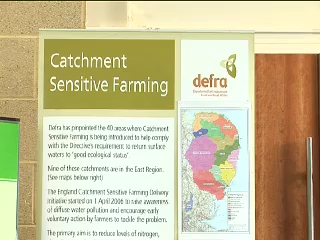 Catchment
Sensitive Farming
defra
Defra has pinpointed the 40 areas where Catchment
Sensitive Farming is being introduced to help comply
with the Directive's requirement to return surface
waters to 'good ecological status'.
Nine of these catchments are in the East Region.
(see maps below right)
The England Catchment Sensitive Farming Delivery
Initiative started on 1 April 2006 to raise awareness
of diffuse water pollution and encourage early
voluntary action by farmers to tackle the problem.
The primary aim is to reduce levels of nitrogen,